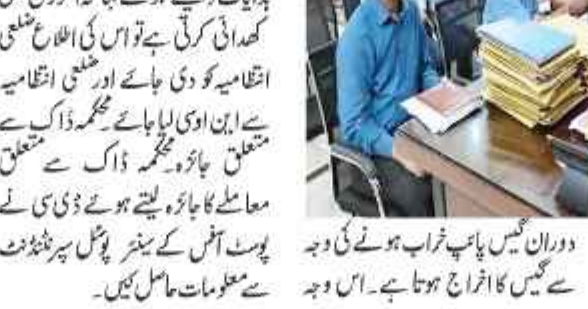 دوران گیس پائپ خراب ہونے کی وجہ
سے گیس کا اخراج ہوتا ہے۔ اس وجہ
کھدائی کرتی ہے تو اس کی اطلاع ضلعی
انتظامیہ کو دی جائے اور ضلعی انتظامیہ
سے این اوسی لیا جائے۔ محکمہ ڈاک سے
متعلق جائزہ۔ محکمہ ڈاک سے متعلق
معاملے کا جائزہ لیتے ہوئے ڈی سی نے
پوسٹ آفس کے سینئر پوسٹل سپرنٹنڈنٹ
سے معلومات حاصل کیں۔